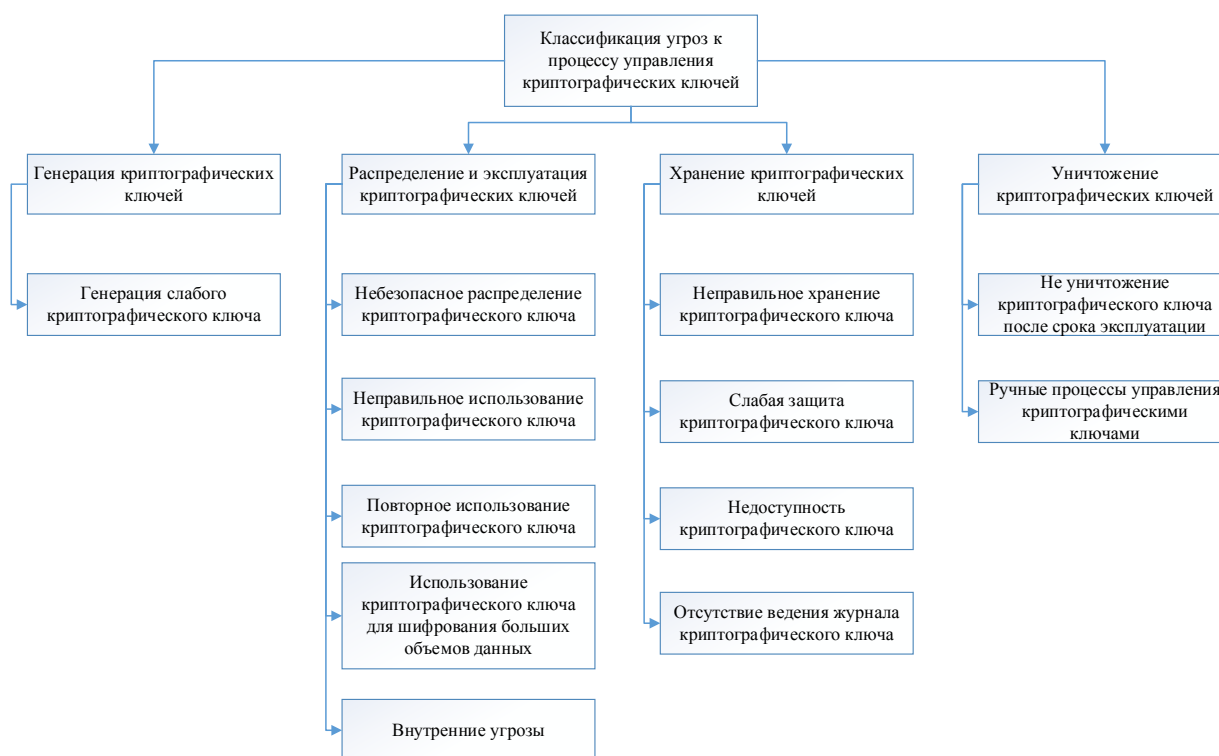 Классификация угроз к
процессу управления
криптографических ключей
Генерация криптографических
ключей
Генерация слабого
криптографического ключа
Распределение и эксплуатация
криптографических ключей
Небезопасное распределение
криптографического ключа
Неправильное использование
криптографического ключа
Повторное использование
криптографического ключа
Использование
криптографического ключа
для шифрования больших
объемов данных
Внутренние угрозы
Хранение криптографических
ключей
Неправильное хранение
криптографического ключа
Слабая защита
криптографического ключа
Недоступность
криптографического ключа
Отсутствие ведения журнала
криптографического ключа
Уничтожение
криптографических ключей
Не уничтожение
криптографического ключа
после срока эксплуатации
Ручные процессы управления
криптографическими
ключами